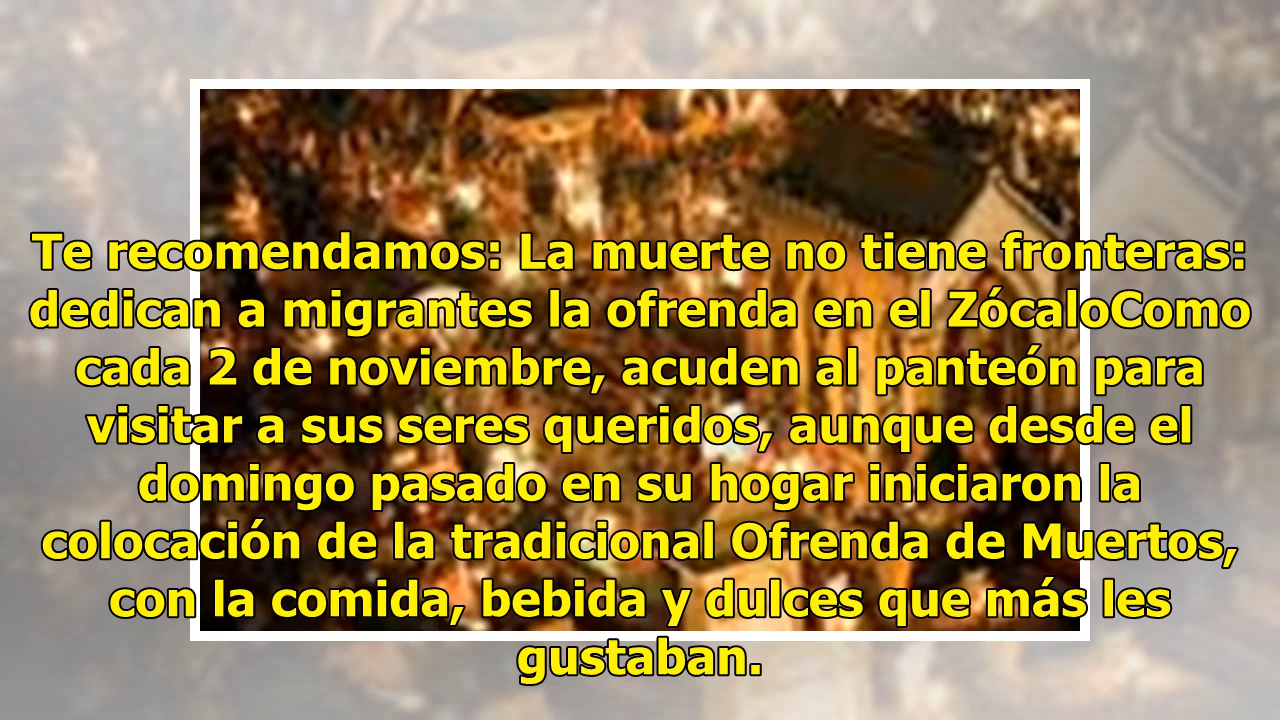 Te recomendamos: La muerte no tiene fronteras:
dedican a migrantes la ofrenda en el ZócaloComo
cada 2 de noviembre, acuden al panteón para
visitar a sus seres queridos, aunque desde el
domingo pasado en su hogar iniciaron la
colocación de la tradicional Ofrenda de Muertos,
con la comida, bebida y dulces que más les
gustaban.